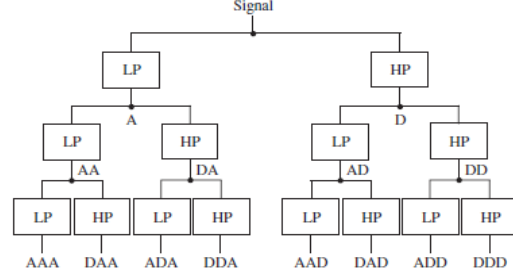 Signal
LP HP
A D
LP HP LP HP
AA DA AD DD
LP HP LP HP LP HP LP HP
AAA DAA ADA DDA AAD DAD ADD DDD